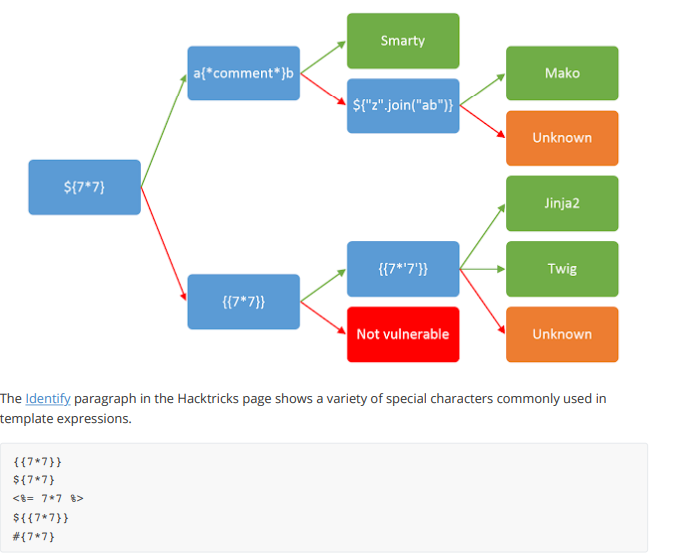 Smarty
a{*comment*}b
Mako
${"z".join("ab")}
Unknown
${7*7}
Jinja2
{{7*'7'}}
Twig
{{7*7}}
Not vulnerable
Unknown
The Identify paragraph in the Hacktricks page shows a variety of special characters commonly used in
template expressions.
{{7*7}}
${7*7}
<%= 7*7 %>
${{7*7}}
#{7*7}